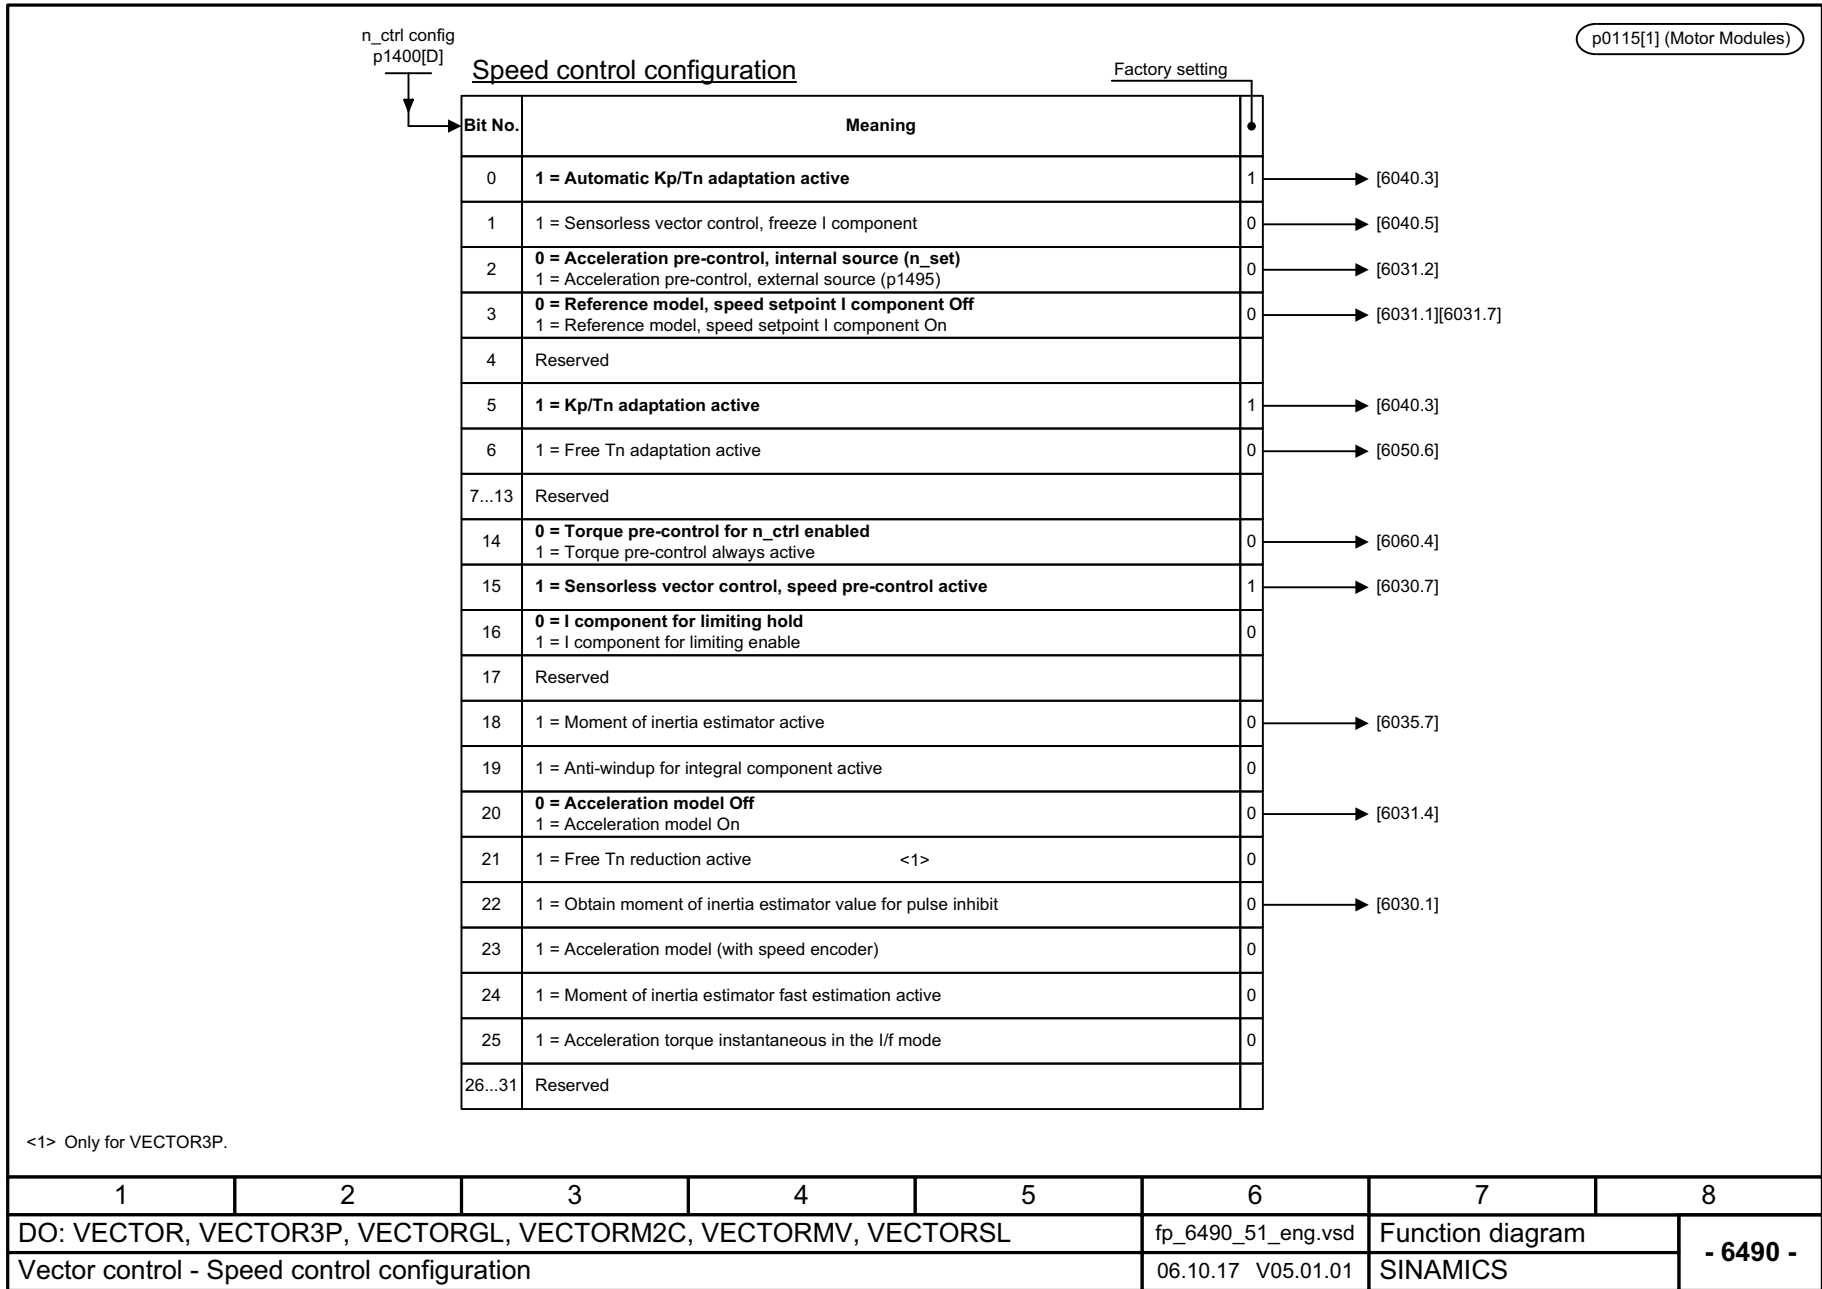 n_ctrl config
p1400[D]
p0115[1] (Motor Modules)
Speed control configuration
Factory setting
Bit No. Meaning
0 1 = Automatic Kp/Tn adaptation active 1 [6040.3]
1 1 = Sensorless vector control, freeze I component 0 [6040.5]
2 0 = Acceleration pre-control, internal source (n_set)
1 = Acceleration pre-control, external source (p1495) 0 [6031.2]
3 0 = Reference model, speed setpoint I component Off
1 = Reference model, speed setpoint I component On 0 [6031.1][6031.7]
4 Reserved
5 1 = Kp/Tn adaptation active 1 [6040.3]
6 1 = Free Tn adaptation active 0 [6050.6]
7...13 Reserved
14 0 = Torque pre-control for n_ctrl enabled
1 = Torque pre-control always active 0 [6060.4]
15 1 = Sensorless vector control, speed pre-control active 1 [6030.7]
16 0 = I component for limiting hold
1 = I component for limiting enable 0
17 Reserved
18 1 = Moment of inertia estimator active 0 [6035.7]
19 1 = Anti-windup for integral component active 0
20 0 = Acceleration model Off
1 = Acceleration model On 0 [6031.4]
21 1 = Free Tn reduction active <1> 0
22 1 = Obtain moment of inertia estimator value for pulse inhibit 0 [6030.1]
23 1 = Acceleration model (with speed encoder) 0
24 1 = Moment of inertia estimator fast estimation active 0
25 1 = Acceleration torque instantaneous in the I/f mode 0
26...31 Reserved
<1> Only for VECTOR3P.
1 2 3 4 5 6 7 8
DO: VECTOR, VECTOR3P, VECTORGL, VECTORM2C, VECTORMV, VECTORSL fp_6490_51_eng.vsd Function diagram
- 6490 -
Vector control - Speed control configuration 06.10.17 V05.01.01 SINAMICS